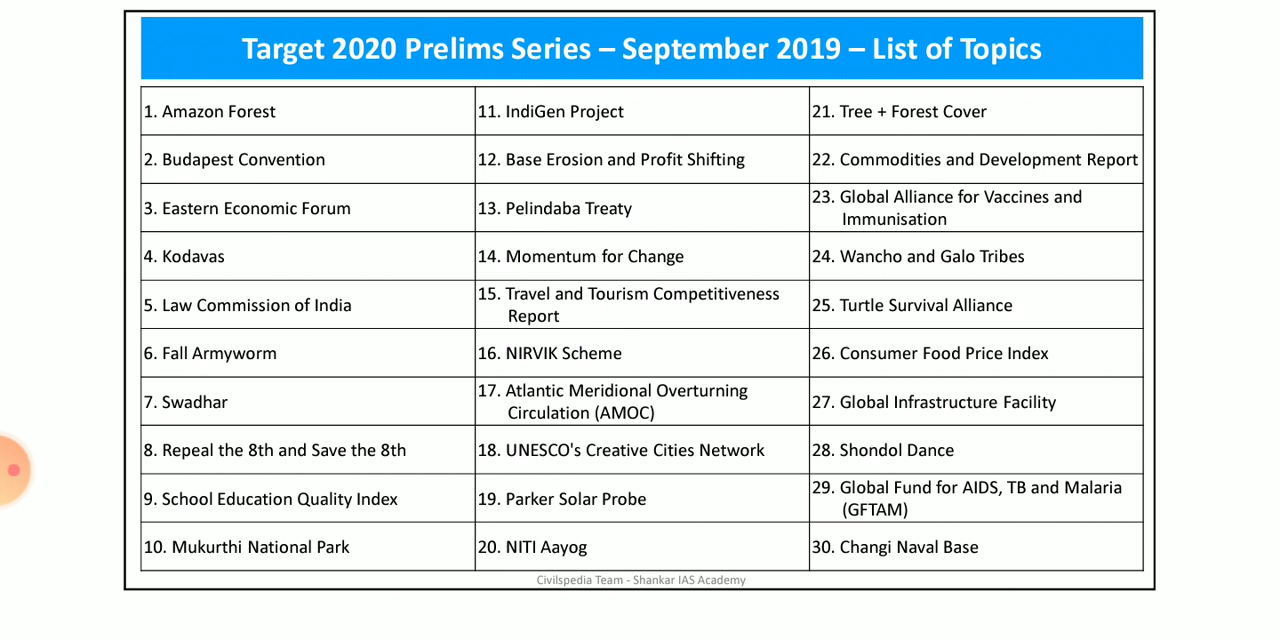 Target 2020 Prelims Series – September 2019 – List of Topics
1. Amazon Forest
2. Budapest Convention
3. Eastern Economic Forum
4. Kodavas
5. Law Commission of India
6. Fall Armyworm
7. Swadhar
8. Repeal the 8th and Save the 8th
9. School Education Quality Index
10. Mukurthi National Park
11. IndiGen Project
12. Base Erosion and Profit Shifting
13. Pelindaba Treaty
14. Momentum for Change
15. Travel and Tourism Competitiveness
Report
16. NIRVIK Scheme
17. Atlantic Meridional Overturning
Circulation (AMOC)
18. UNESCO's Creative Cities Network
19. Parker Solar Probe
20. NITI Aayog
21. Tree + Forest Cover
22. Commodities and Development Report
23. Global Alliance for Vaccines and
Immunisation
24. Wancho and Galo Tribes
25. Turtle Survival Alliance
26. Consumer Food Price Index
27. Global Infrastructure Facility
28. Shondol Dance
29. Global Fund for AIDS, TB and Malaria
(GFTAM)
30. Changi Naval Base
Civilspedia Team - Shankar IAS Academy